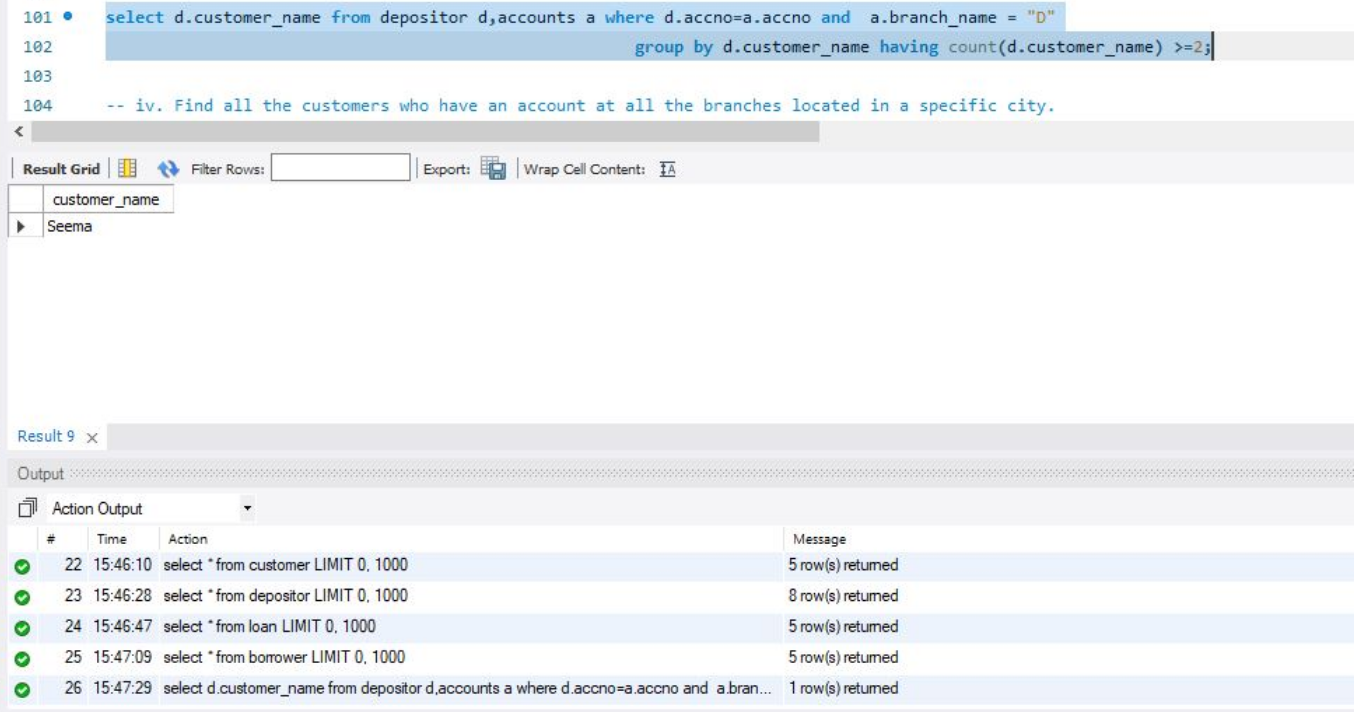 101 select d.customer_name from depositor d,accounts a where d.accno=a.accno and  a.branch_name = "D"
102 group by d.customer_name having count(d.customer_name) >=2;
103
104 -- iv. Find all the customers who have an account at all the branches located in a specific city.
Result Grid Filter Rows: Export: Wrap Cell Content: IA
customer_name
Seema
Result 9 ×
Output
Action Output
# Time Action Message
22 15:46:10 select * from customer LIMIT 0, 1000 5 row(s) returned
23 15:46:28 select * from depositor LIMIT 0, 1000 8 row(s) returned
24 15:46:47 select * from loan LIMIT 0, 1000 5 row(s) returned
25 15:47:09 select * from borrower LIMIT 0, 1000 5 row(s) returned
26 15:47:29 select d.customer_name from depositor d,accounts a where d.accno=a.accno and  a.bran... 1 row(s) returned